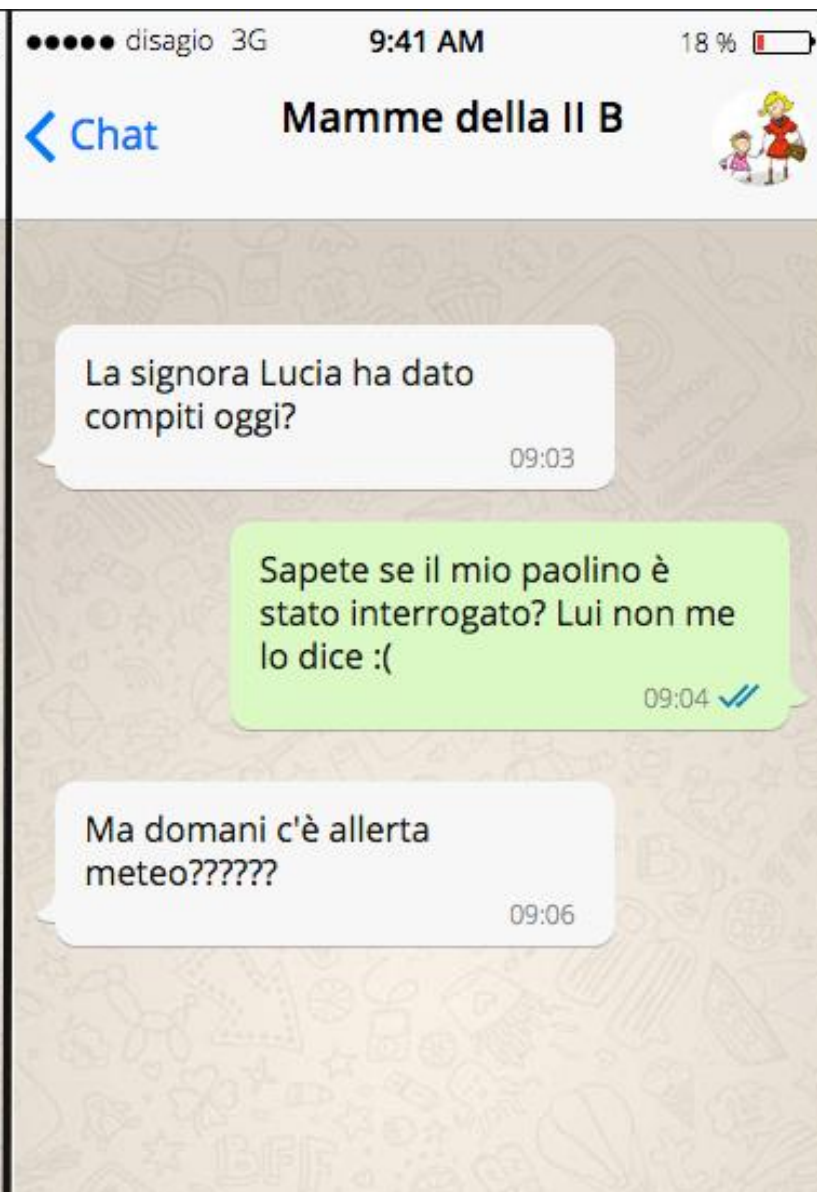 ●●●●● disagio 3G 9:41 AM 18 %
Chat Mamme della II B
La signora Lucia ha dato
compiti oggi?
09:03
Sapete se il mio paolino è
stato interrogato? Lui non me
lo dice :(
09:04
Ma domani c'è allerta
meteo??????
09:06
BFF